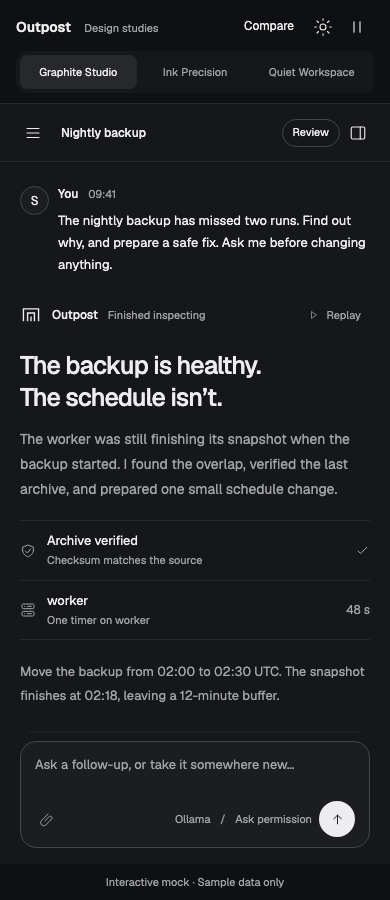 Outpost Design studies Compare
Graphite Studio Ink Precision Quiet Workspace
Nightly backup Review
S You 09:41
The nightly backup has missed two runs. Find out
why, and prepare a safe fix. Ask me before changing
anything.
Outpost Finished inspecting Replay
The backup is healthy.
The schedule isn’t.
The worker was still finishing its snapshot when the
backup started. I found the overlap, verified the last
archive, and prepared one small schedule change.
Archive verified
Checksum matches the source
worker
One timer on worker
48 s
Move the backup from 02:00 to 02:30 UTC. The snapshot
finishes at 02:18, leaving a 12-minute buffer.
Ask a follow-up, or take it somewhere new…
Ollama / Ask permission
Interactive mock · Sample data only